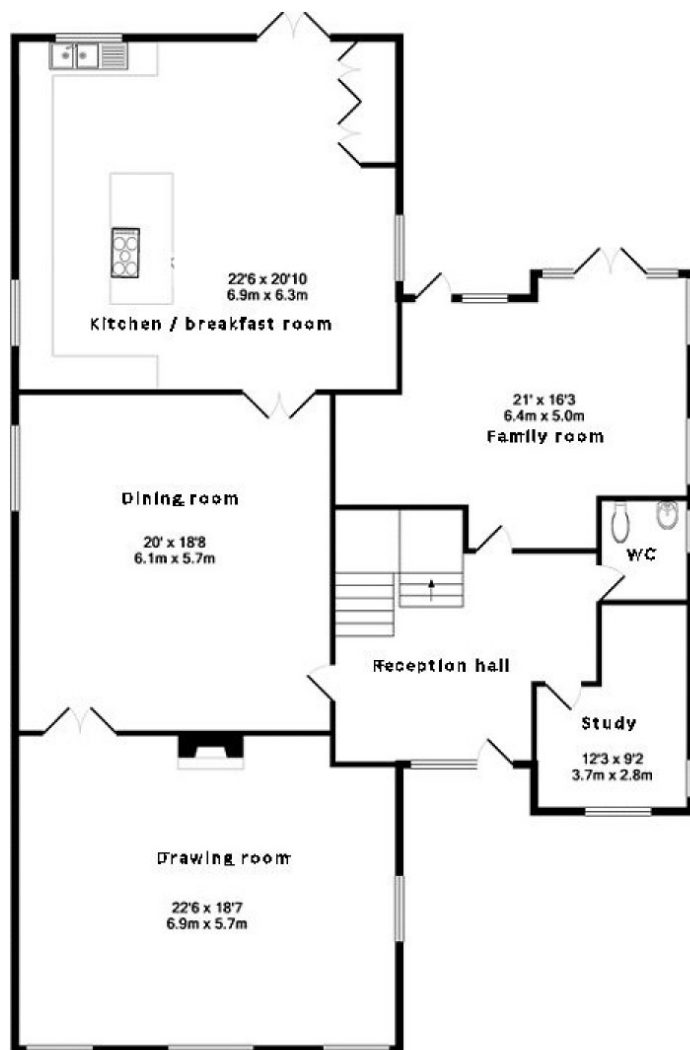 22'6 x 20'10
6.9m x 6.3m
Kitchen / breakfast room
21' x 16'3
6.4m x 5.0m
Family room
Dining room
20' x 18'8
6.1m x 5.7m
WC
Reception hall
Study
12'3 x 9'2
3.7m x 2.8m
Drawing room
22'6 x 18'7
6.9m x 5.7m